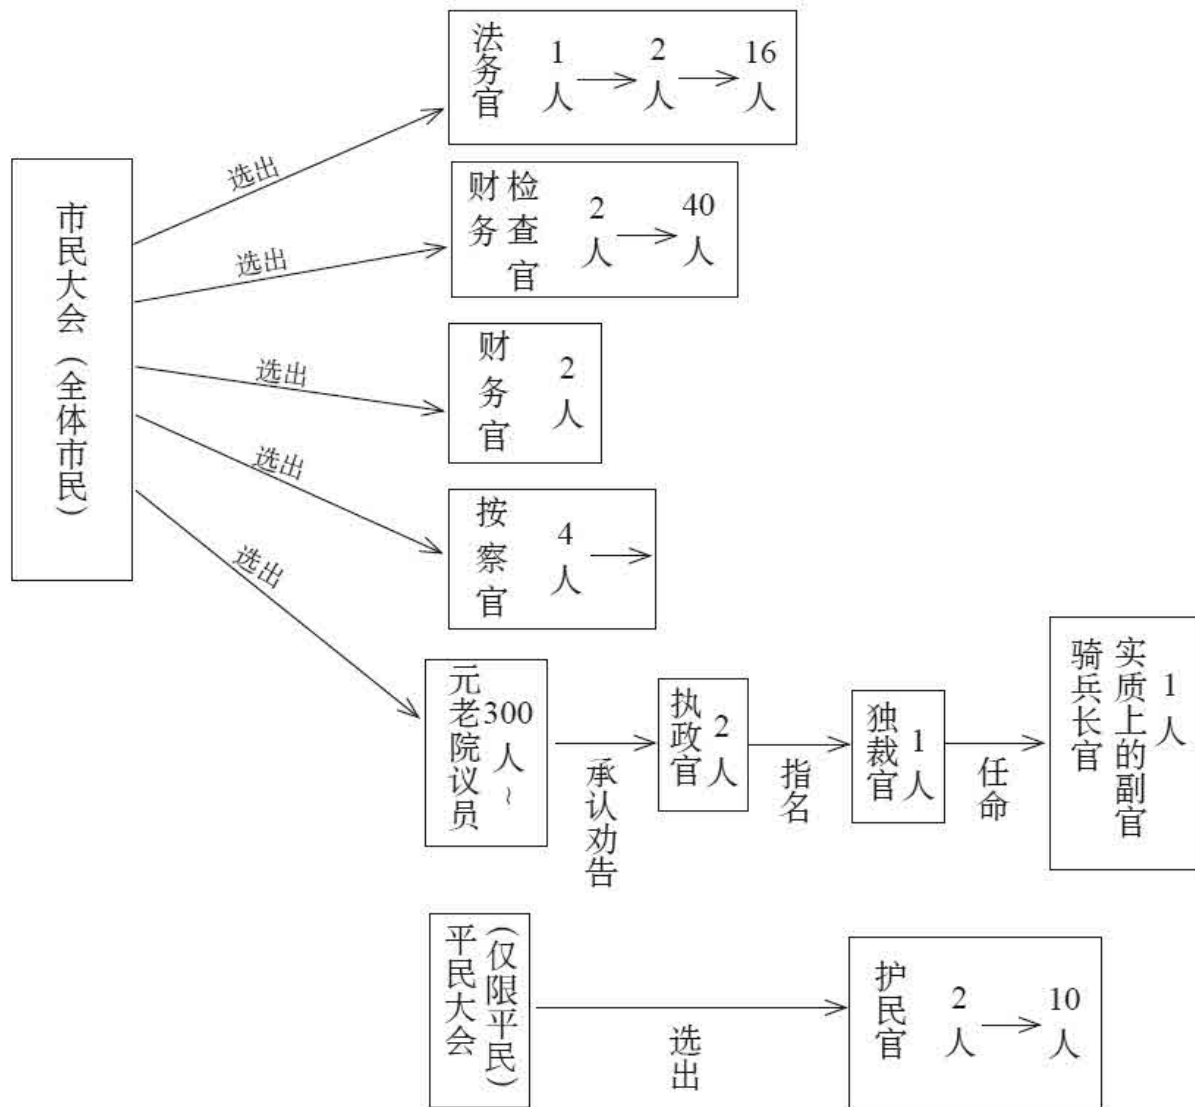 市民大会（全体市民）
选出
法务官
1人 2人 16人
选出
财务检查官
2人 40人
选出
财务官
2人
选出
按察官
4人
选出
元老院议员
300人~
承认劝告
执政官
2人
指名
独裁官
1人
任命
骑兵长官
实质上的副官
1人
平民大会
（仅限平民）
选出
护民官
2人 10人